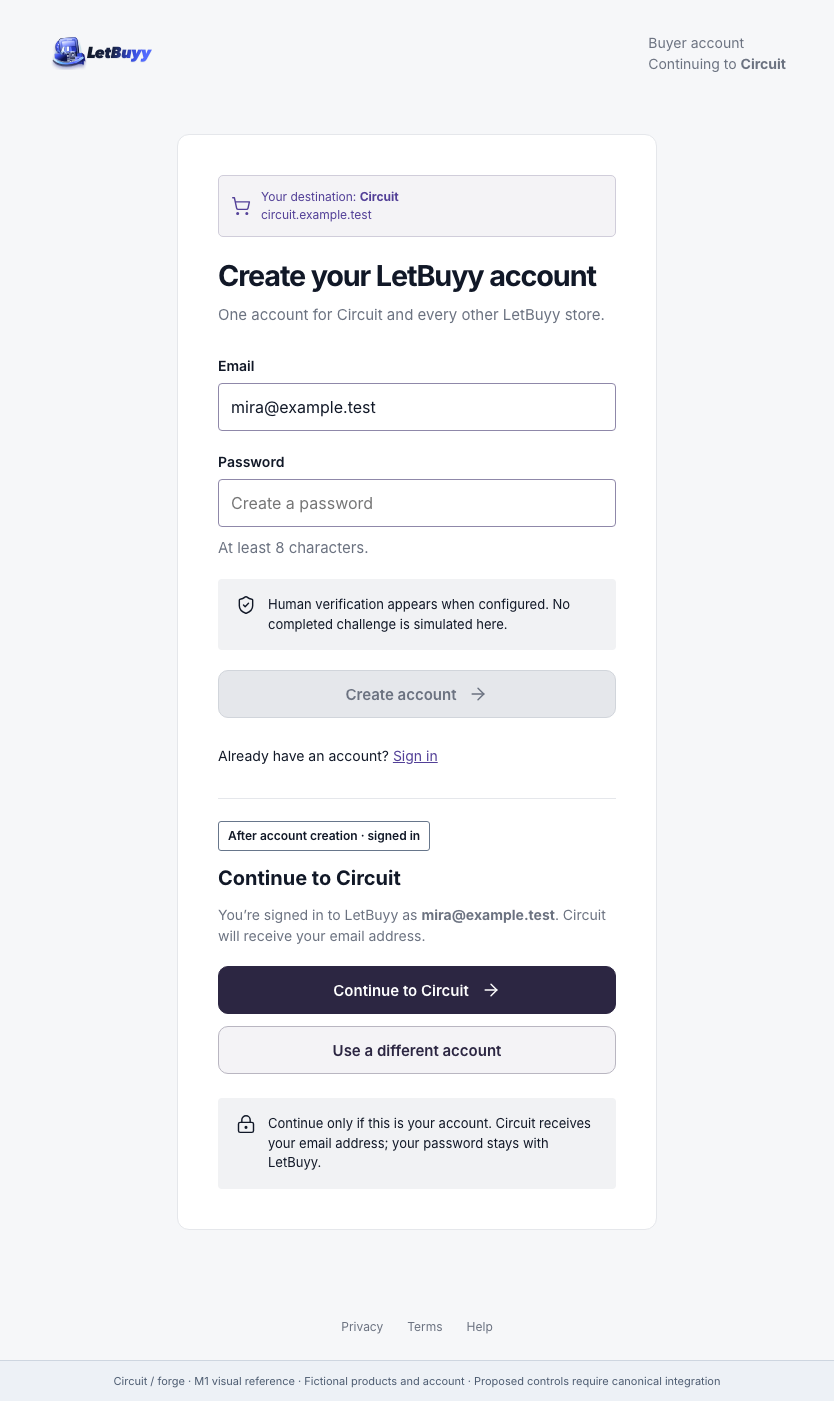 LetBuyy
Buyer account
Continuing to Circuit
Your destination: Circuit
circuit.example.test
Create your LetBuyy account
One account for Circuit and every other LetBuyy store.
Email
mira@example.test
Password
Create a password
At least 8 characters.
Human verification appears when configured. No
completed challenge is simulated here.
Create account
Already have an account? Sign in
After account creation · signed in
Continue to Circuit
You’re signed in to LetBuyy as mira@example.test. Circuit
will receive your email address.
Continue to Circuit
Use a different account
Continue only if this is your account. Circuit receives
your email address; your password stays with
LetBuyy.
Privacy Terms Help
Circuit / forge · M1 visual reference · Fictional products and account · Proposed controls require canonical integration